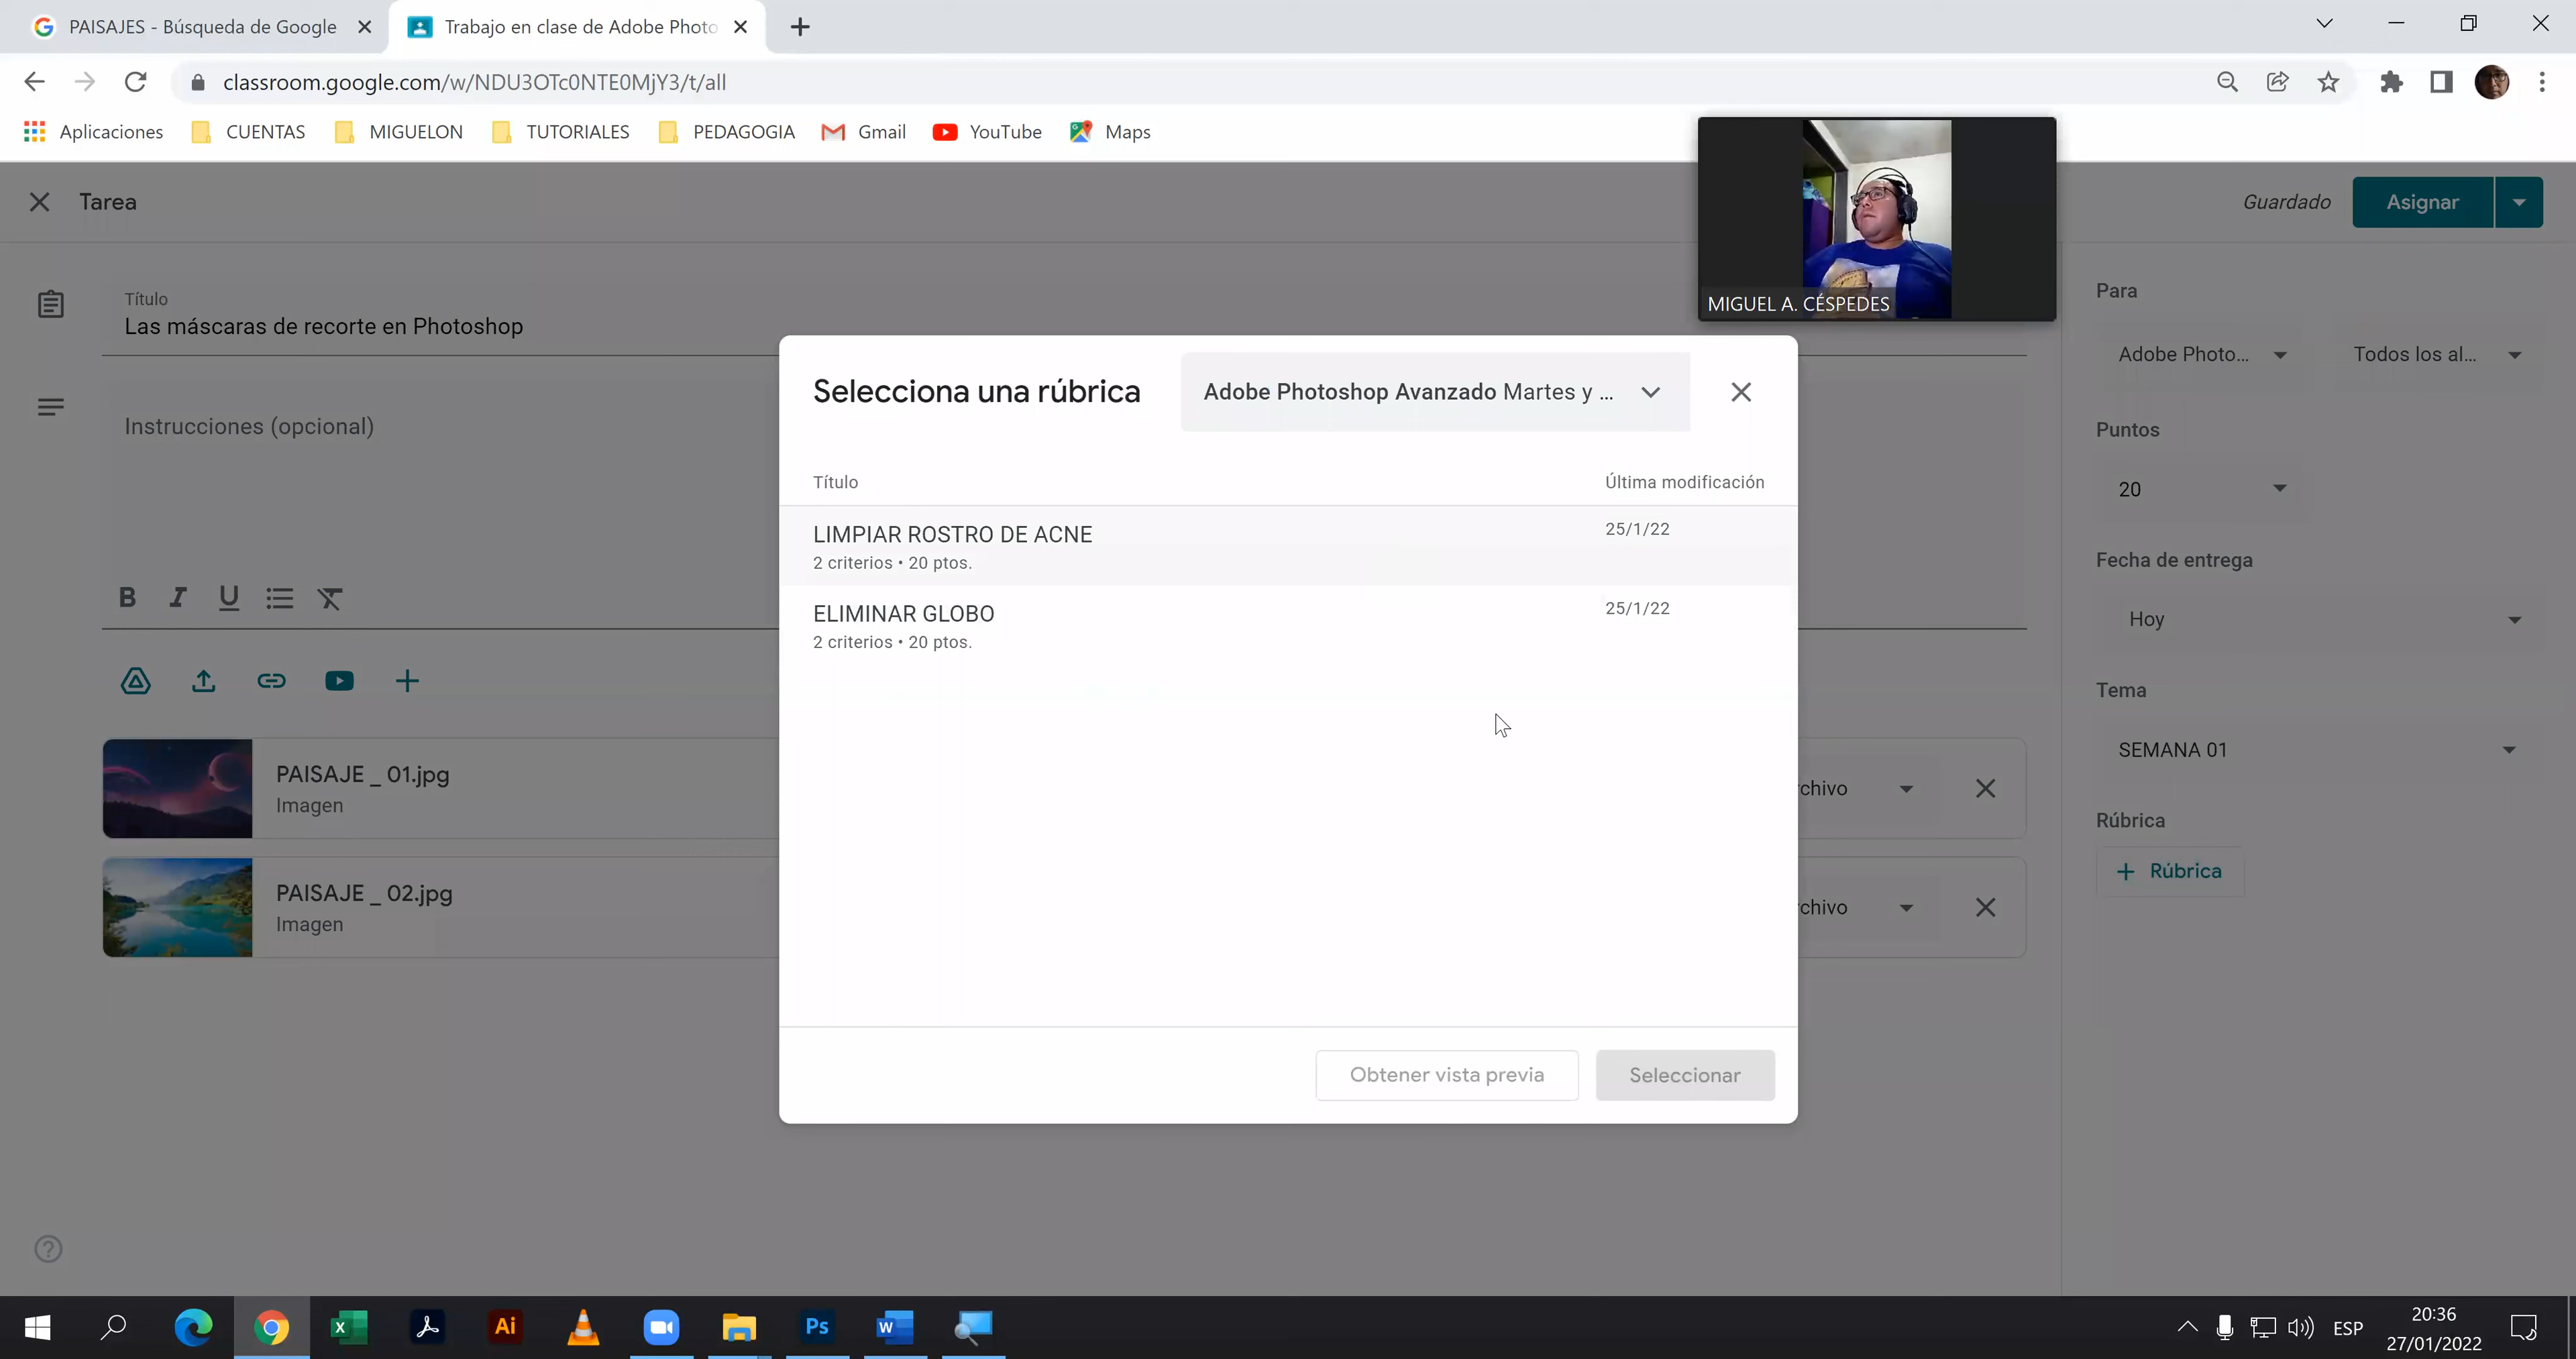 PAISAJES - Búsqueda de Google
Trabajo en clase de Adobe Photo
classroom.google.com/w/NDU3OTc0NTE0MjY3/t/all
Aplicaciones
CUENTAS
MIGUELON
TUTORIALES
PEDAGOGIA
Gmail
YouTube
Maps
Tarea
Guardado
Asignar
MIGUEL A. CÉSPEDES
Título
Las máscaras de recorte en Photoshop
Instrucciones (opcional)
B I U
PAISAJE _ 01.jpg
Imagen
PAISAJE _ 02.jpg
Imagen
Selecciona una rúbrica
Adobe Photoshop Avanzado Martes y ...
Título
Última modificación
LIMPIAR ROSTRO DE ACNE
25/1/22
2 criterios • 20 ptos.
ELIMINAR GLOBO
25/1/22
2 criterios • 20 ptos.
Obtener vista previa
Seleccionar
chivo
chivo
Para
Adobe Photo...
Todos los al...
Puntos
20
Fecha de entrega
Hoy
Tema
SEMANA 01
Rúbrica
+ Rúbrica
Ai
Ps
W
X
ESP
20:36
27/01/2022